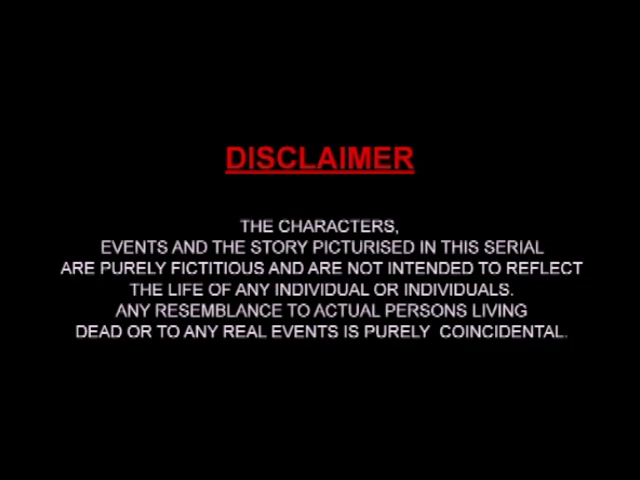 DISCLAIMER
THE CHARACTERS,
EVENTS AND THE STORY PICTURISED IN THIS SERIAL
ARE PURELY FICTITIOUS AND ARE NOT INTENDED TO REFLECT
THE LIFE OF ANY INDIVIDUAL OR INDIVIDUALS.
ANY RESEMBLANCE TO ACTUAL PERSONS LIVING
DEAD OR TO ANY REAL EVENTS IS PURELY COINCIDENTAL.